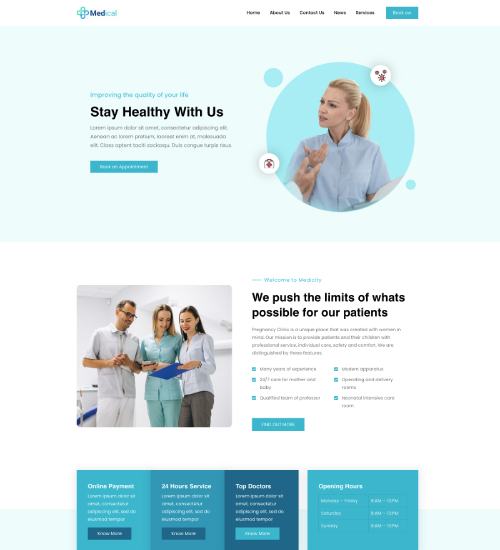 Medical
Home About Us Contact Us News Services Book us!
Improving the quality of your life
Stay Healthy With Us
Lorem ipsum dolor sit amet, consectetur adipiscing elit.
Aenean ac lorem pretium, laoreet enim at, malesuada
elit. Class aptent taciti sociosqu. Duis congue turpis risus.
Book an Appointment
Welcome to Medicity
We push the limits of whats
possible for our patients
Pregnancy Clinic is a unique place that was created with women in
mind. Our mission is to provide patients and their children with
professional service, individual care, safety and comfort. We are
distinguished by these features:
Many years of experience
Modern apparatus
24/7 care for mother and
baby
Operating and delivery
rooms
Qualified team of professor
Neonatal intensive care
room
FIND OUT MORE
Online Payment
Lorem ipsum dolor sit
amet, consectetur
adipiscing elit, sed do
eiusmod tempor
Know More
24 Hours Service
Lorem ipsum dolor sit
amet, consectetur
adipiscing elit, sed do
eiusmod tempor
Know More
Top Doctors
Lorem ipsum dolor sit
amet, consectetur
adipiscing elit, sed do
eiusmod tempor
Know More
Opening Hours
Monday – Friday 8 AM – 10 PM
Saturday 8 AM – 10 PM
Sunday 8 AM – 10 PM